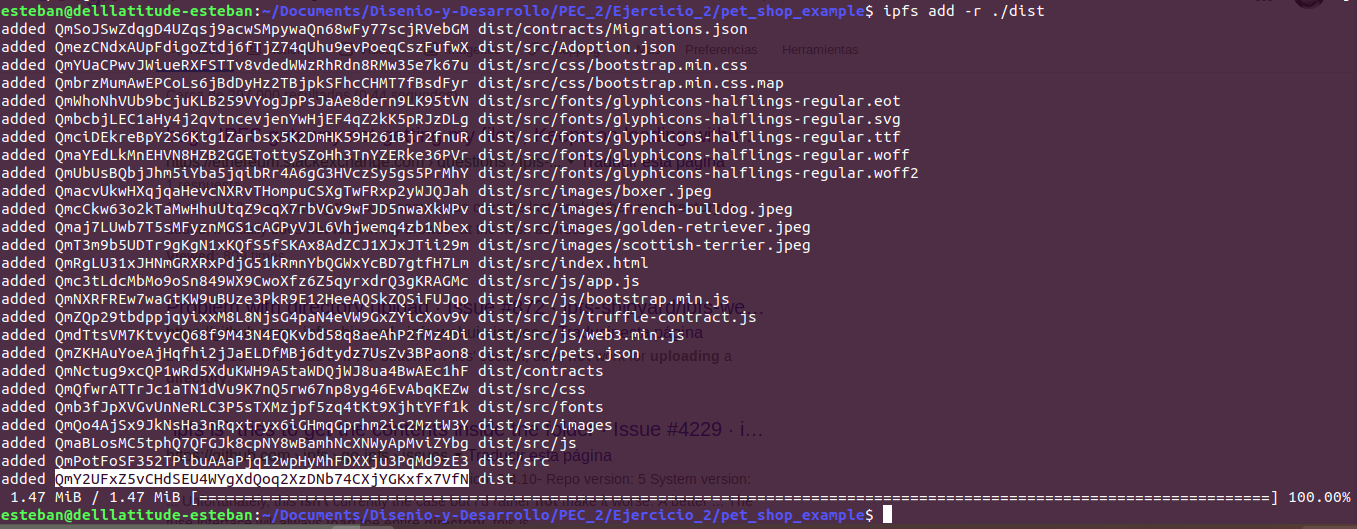 esteban@delllatitude-esteban:~/Documents/Disenio-y-Desarrollo/PEC_2/Ejercicio_2/pet_shop_example$ ipfs add -r ./dist
added QmSoJSwZdqgD4UZqsj9acwSMpywaQn68wFy77scjRVebGM dist/contracts/Migrations.json
added QmezCNdxAUpFdigoZtdj6fTjZ74qUhu9evPoeqCszFufwX dist/src/Adoption.json
added QmYUaCPwvJWiueRXFSTTv8vdedWWzRhRdn8RMw35e7k67u dist/src/css/bootstrap.min.css
added QmbrzMumAwEPCoLs6jBdDyHz2TBjpkSFhcCHMT7fBsdFyr dist/src/css/bootstrap.min.css.map
added QmWhoNhVUb9bcjuKLB259VYogJpPsJaAe8dern9LK95tVN dist/src/fonts/glyphicons-halflings-regular.eot
added QmbcbjLEC1aHy4j2qvtncevjenYwHjEF4qZ2kK5pRJzDLg dist/src/fonts/glyphicons-halflings-regular.svg
added QmciDEkreBpY2S6Ktg1ZaTbsx5K2DmHK59H2g1Bjr2fnuR dist/src/fonts/glyphicons-halflings-regular.ttf
added QmaYEdLkMnEHVN8HZB2GGETottySZoHh3TnYZERke36PVr dist/src/fonts/glyphicons-halflings-regular.woff
added QmUbUsBQbjJhm5iYba5jqibRr4A6gG3HVczSy5gs5PrMhY dist/src/fonts/glyphicons-halflings-regular.woff2
added QmacvUkwHXqjqaHevCNXRvTHompuCSXgTwFRxp2yWJQJah dist/src/images/boxer.jpeg
added QmcCkw63o2kTaMwHhuUtqZ9cqX7rbVGv9wFJD5nwaXkWPv dist/src/images/french-bulldog.jpeg
added Qmaj7LUWb7T5sMFyznMGS1cAGPyVJL6Vhjwemq4zb1Nbex dist/src/images/golden-retriever.jpeg
added QmT3m9b5UDTr9gKgN1xKQfS5fSKAx8AdZCJ1XJxJTii29m dist/src/images/scottish-terrier.jpeg
added QmRgLU31xJHNmGRXRxPdjG51kRmnYbQGWxYcBD7gtfH7Lm dist/src/index.html
added Qmc3tLdcMbMo9oSn849WX9CwoXfz6Z5qyrxdrQ3gKRAGMc dist/src/js/app.js
added QmNXRFREw7waGtKW9uBUze3PkR9E12HeeAQSkZQSiFUJqo dist/src/js/bootstrap.min.js
added QmZQp29tbdppjqyixxM8L8NjsG4paN4eVW9GxZYtcXov9v dist/src/js/truffle-contract.js
added QmdTtsVM7KtvycQ68f9M43N4EQKvbd58q8aeAhP2fMz4Dt dist/src/js/web3.min.js
added QmZKHAuYoeAjHqfhi2jJaELDfMBj6dtydz7UsZv3BPaon8 dist/src/pets.json
added QmNctug9xcQP1wRd5XduKWH9A5taWDQjWJ8ua4BwAEc1hF dist/contracts
added QmQfwrATTrJc1aTN1dVu9K7nQ5rw67np8yg46EvAbqKEZw dist/src/css
added Qmb3fJpXVGvUnNeRLC3P5sTXMzjpf5zq4tKt9XjhtYFf1k dist/src/fonts
added QmQo4AjSx9JkNsHa3nRqxtryx6iGHmqGprhm2ic2MztW3Y dist/src/images
added QmaBLosMC5tphQ7QFGJk8cpNY8wBamhNcXNWyApMviZYbg dist/src/js
added QmPotFoSF352TPibuAAaPjq12wpHyMhFDXXju3PqMd9zE3 dist/src
added QmY2UFxZ5vCHdSEU4WYgXdQoq2XzDNb74CXjYGKxfx7VfN dist
1.47 MiB / 1.47 MiB [====================================================================================================================] 100.00%
esteban@delllatitude-esteban:~/Documents/Disenio-y-Desarrollo/PEC_2/Ejercicio_2/pet_shop_example$